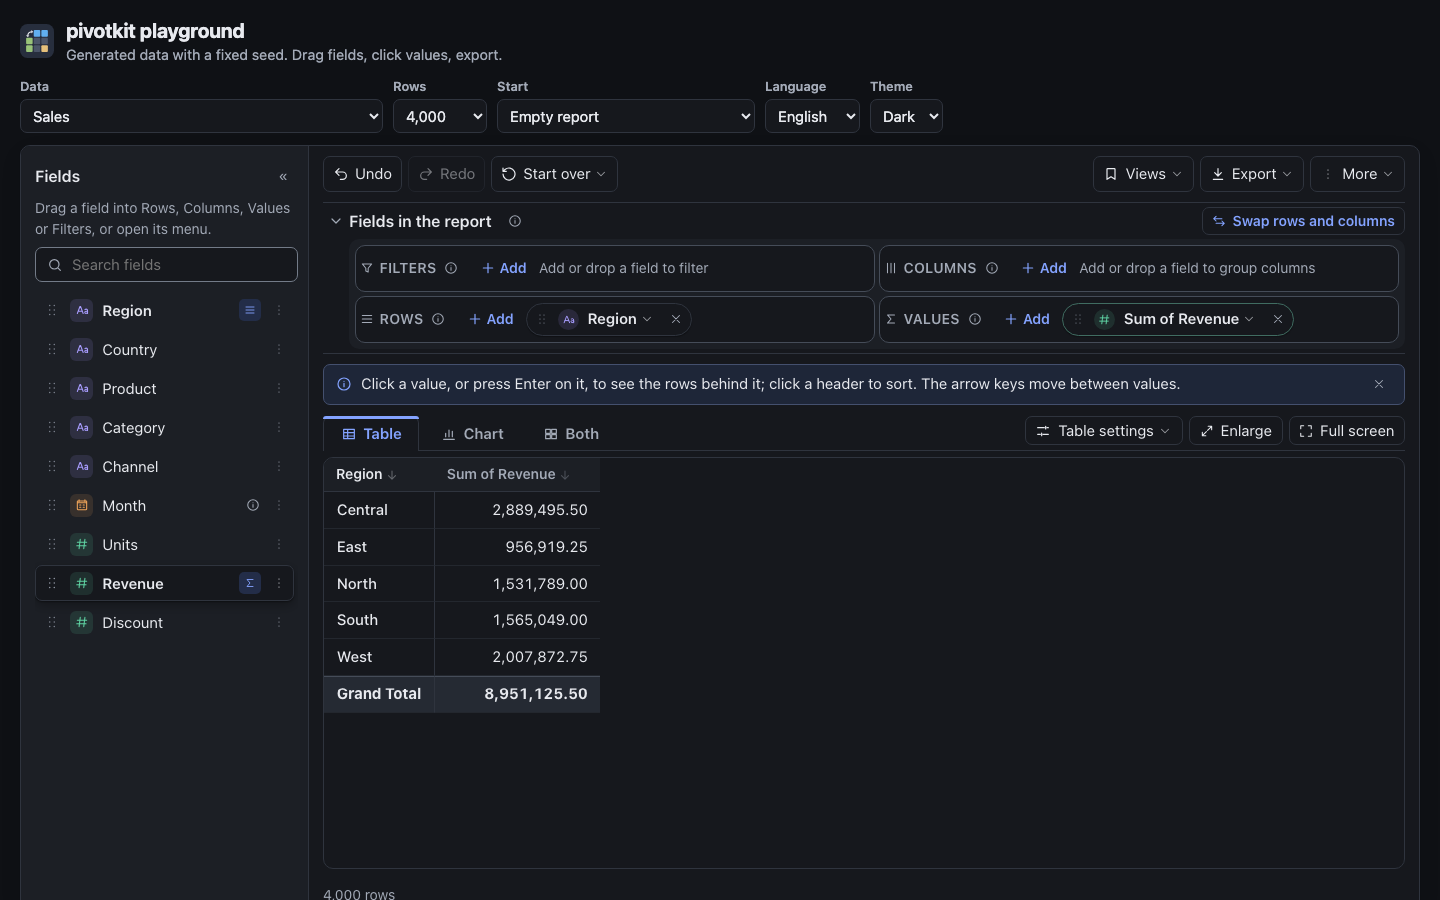 pivotkit playground
Generated data with a fixed seed. Drag fields, click values, export.
Data
Rows
Start
Language
Theme
Sales
4,000
Empty report
English
Dark
Fields
«
Drag a field into Rows, Columns, Values
or Filters, or open its menu.
Search fields
Aa Region
Aa Country
Aa Product
Aa Category
Aa Channel
Month
# Units
# Revenue Σ
# Discount
Undo
Redo
Start over
Views
Export
More
Fields in the report
Swap rows and columns
FILTERS + Add Add or drop a field to filter
COLUMNS + Add Add or drop a field to group columns
ROWS + Add Aa Region ×
Σ VALUES + Add # Sum of Revenue ×
Click a value, or press Enter on it, to see the rows behind it; click a header to sort. The arrow keys move between values. ×
Table
Chart
Both
Table settings
Enlarge
Full screen
Region ↓ Sum of Revenue ↓
Central 2,889,495.50
East 956,919.25
North 1,531,789.00
South 1,565,049.00
West 2,007,872.75
Grand Total 8,951,125.50
4,000 rows